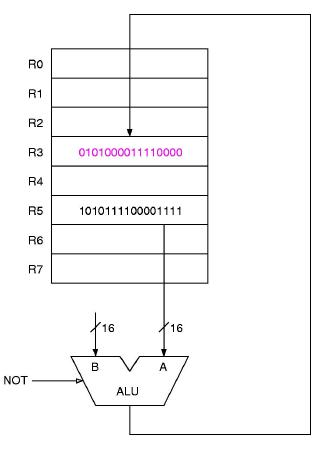 R0
R1
R2
R3 0101000011110000
R4
R5 1010111100001111
R6
R7
16 16
B A
NOT
ALU